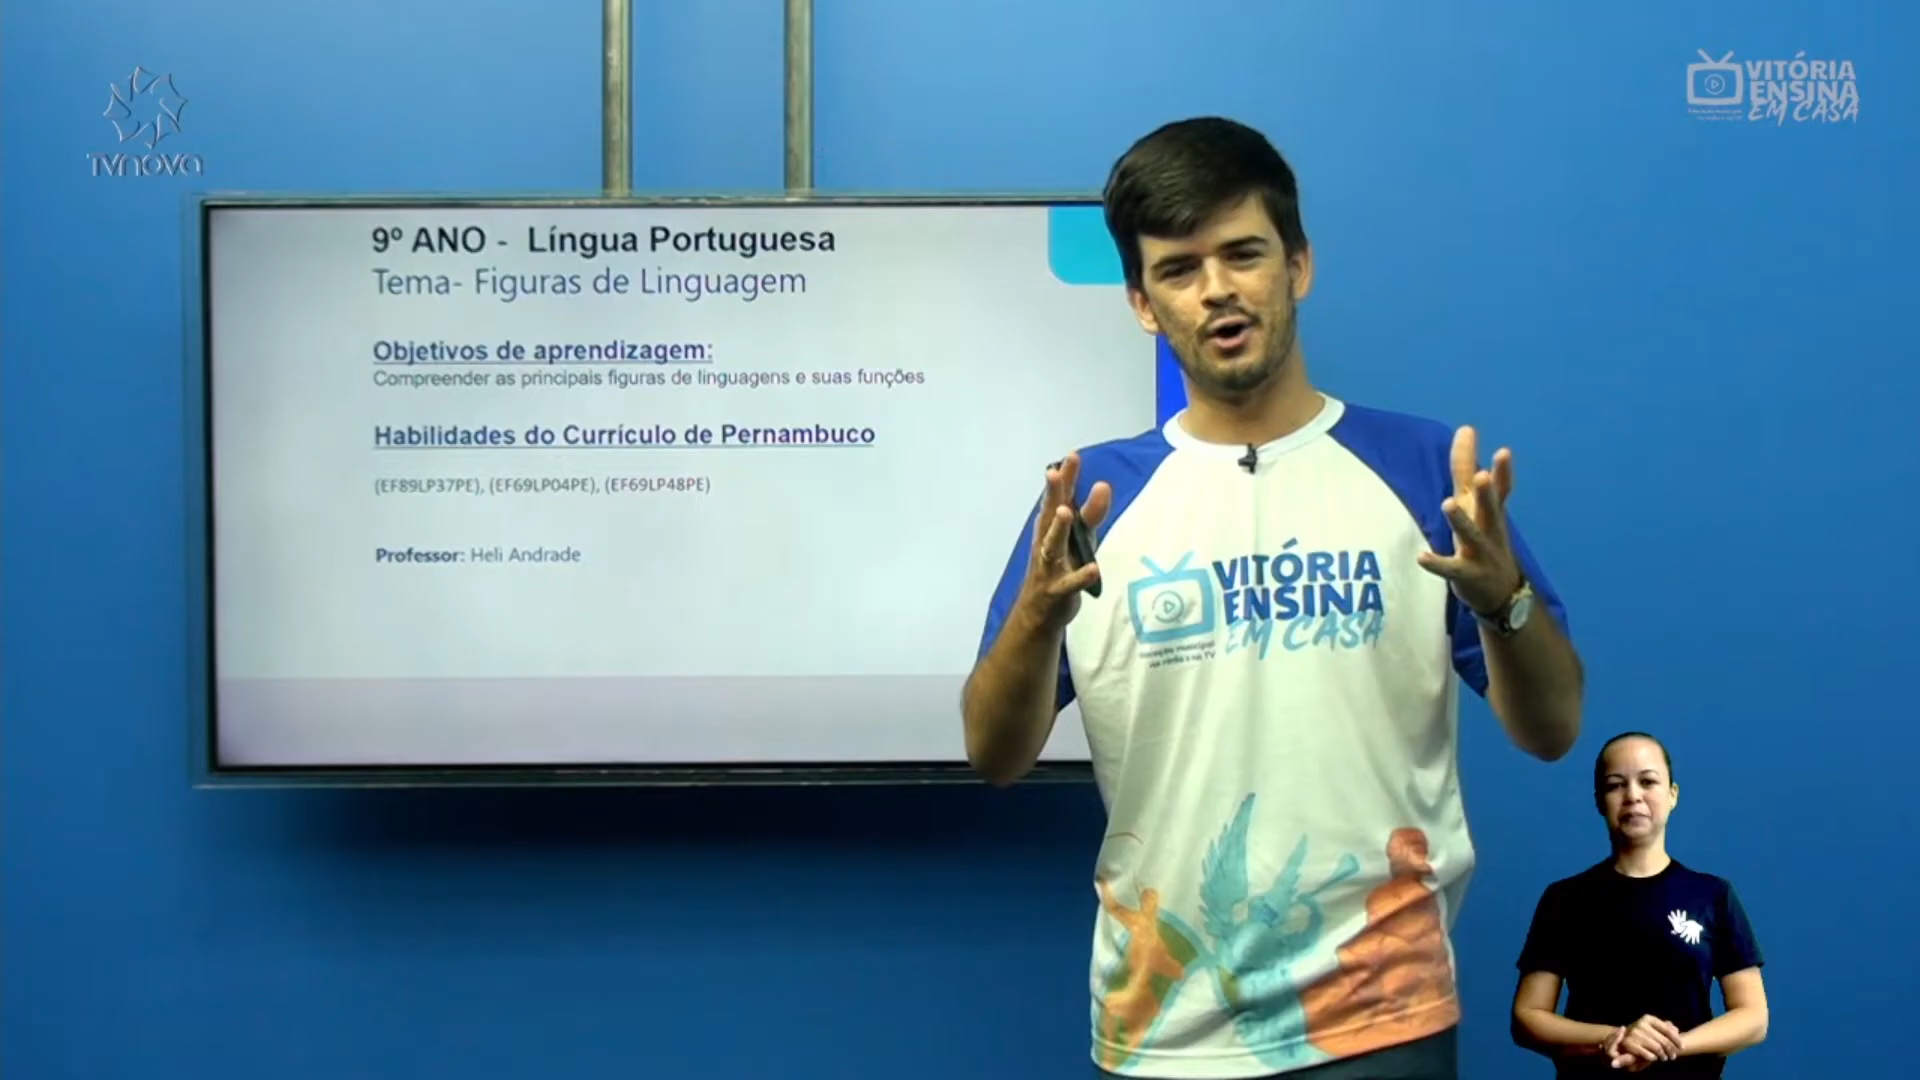 TVNOVA
VITÓRIA
ENSINA
EM CASA
9º ANO - Língua Portuguesa
Tema- Figuras de Linguagem
Objetivos de aprendizagem:
Compreender as principais figuras de linguagens e suas funções
Habilidades do Currículo de Pernambuco
(EF89LP37PE), (EF69LP04PE), (EF69LP48PE)
Professor: Heli Andrade
VITÓRIA
ENSINA
EM CASA